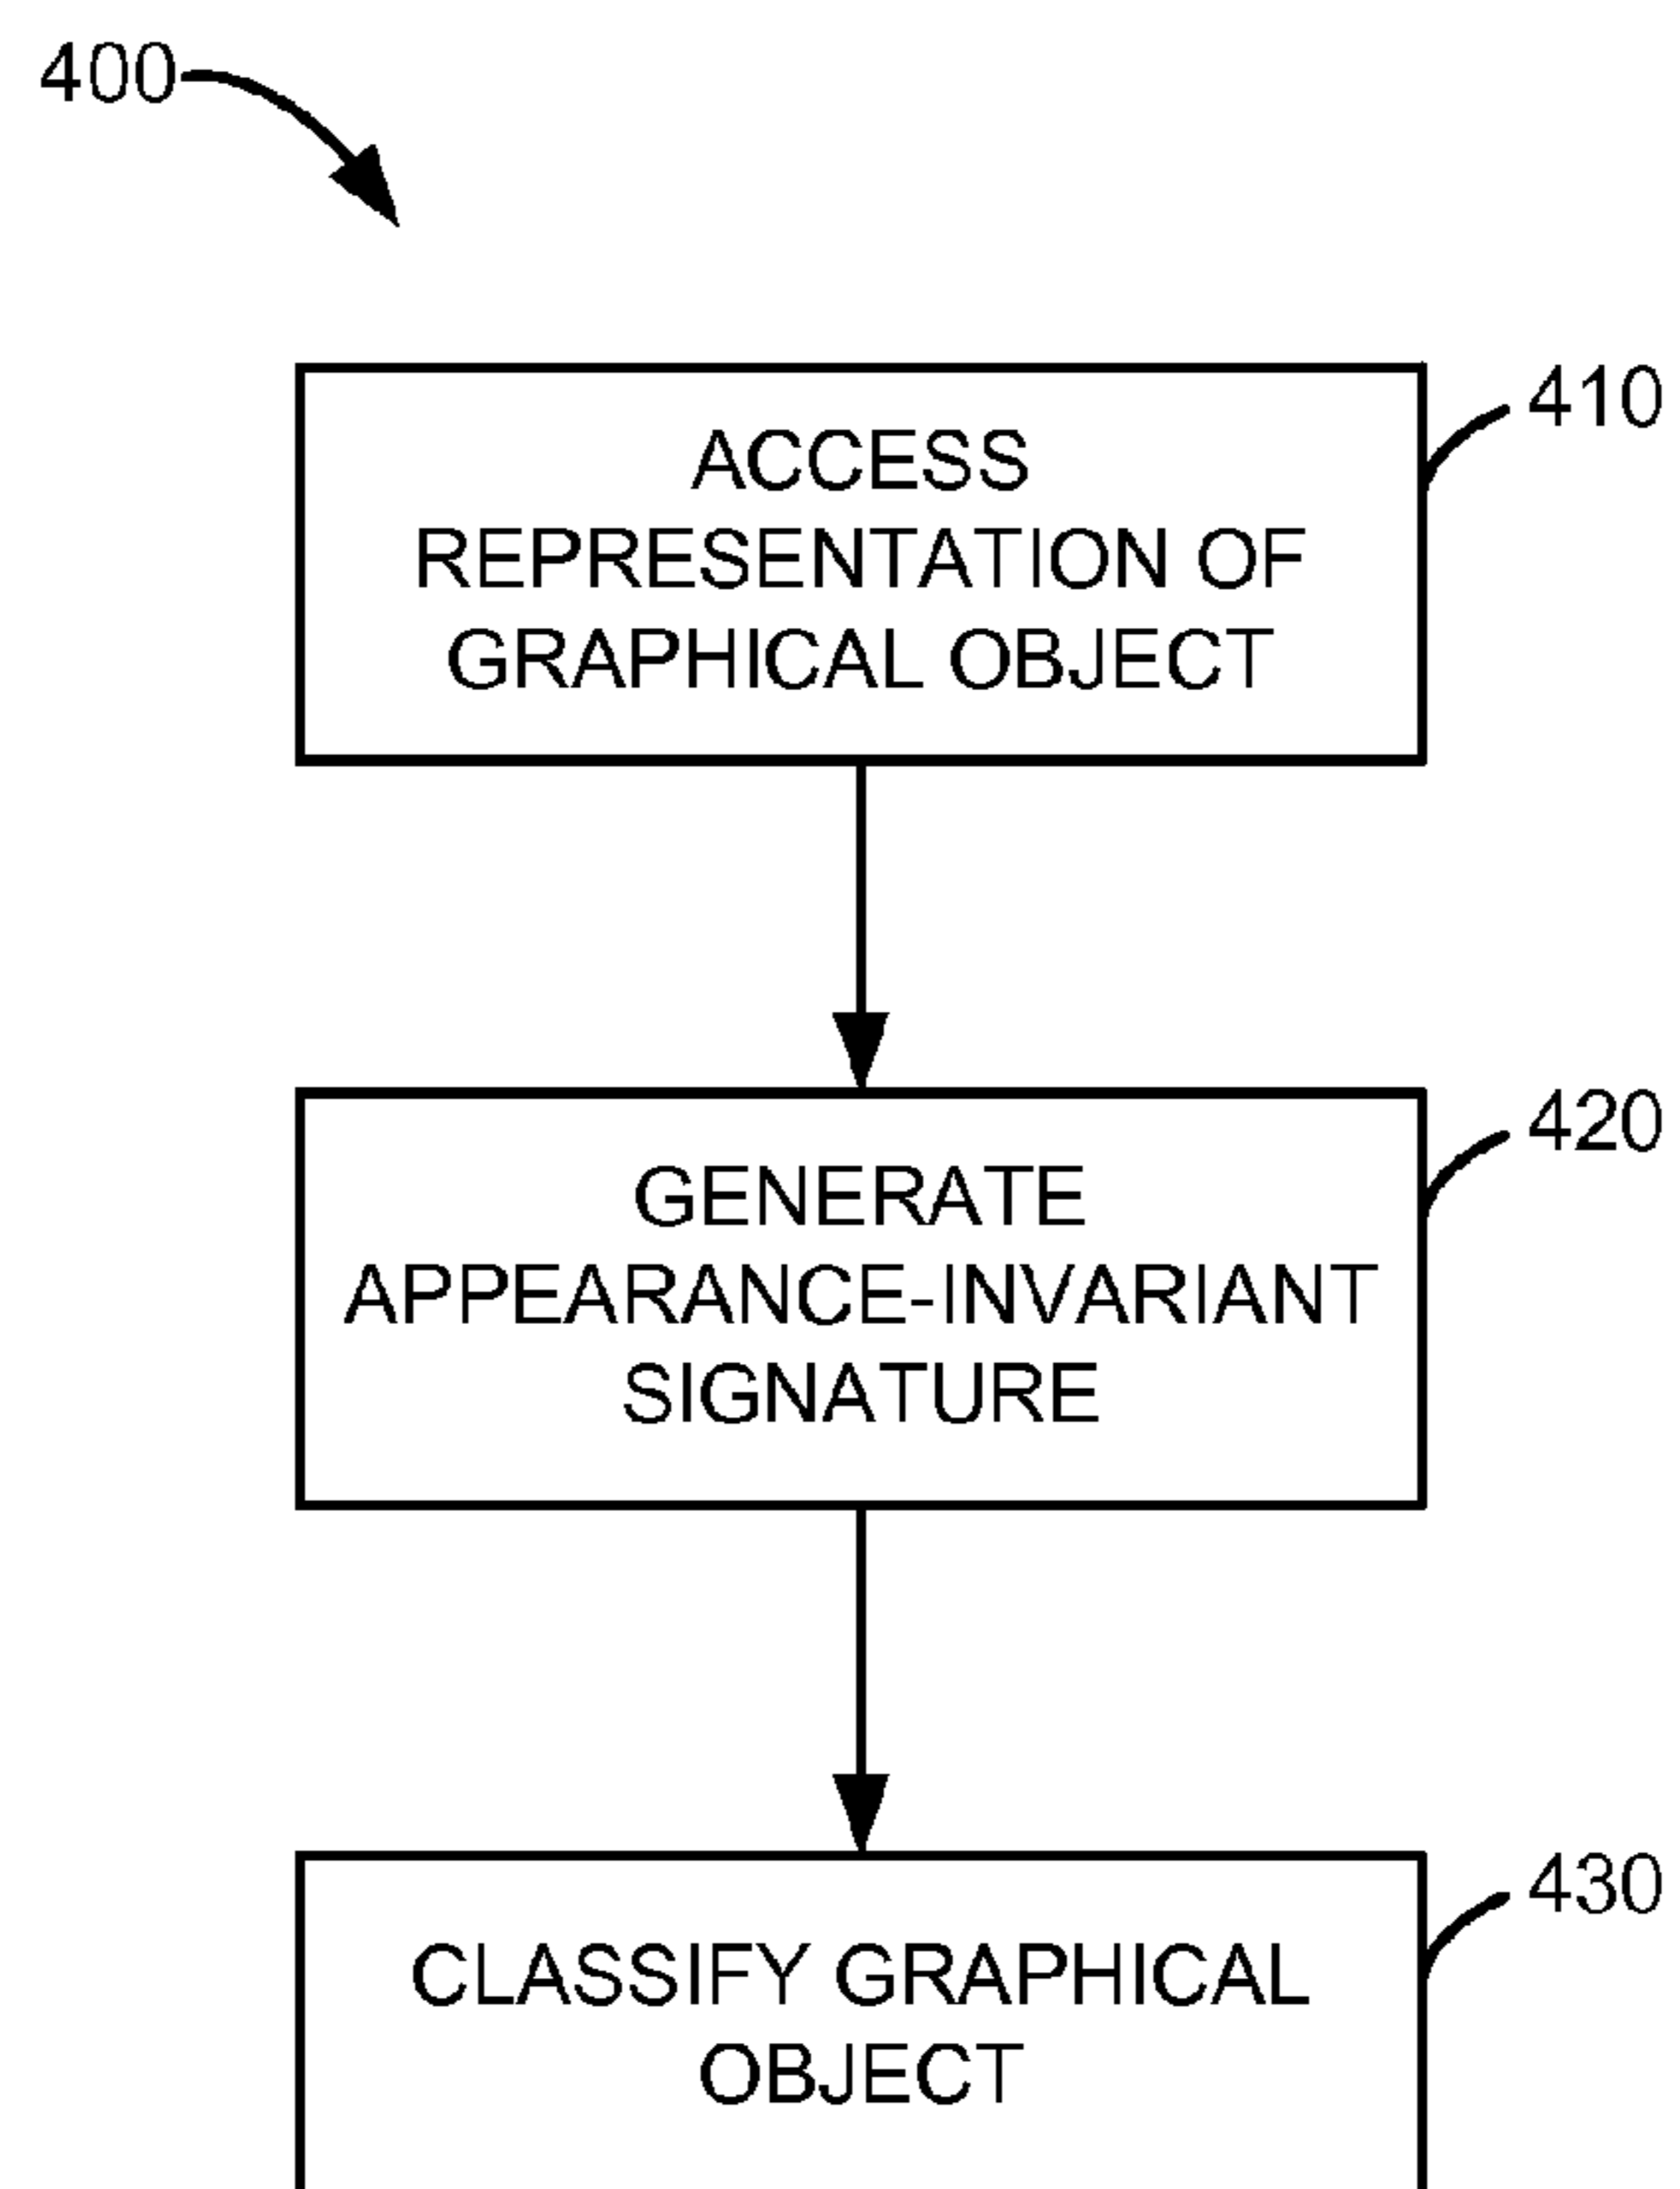 400
410
ACCESS
REPRESENTATION OF
GRAPHICAL OBJECT
420
GENERATE
APPEARANCE-INVARIANT
SIGNATURE
430
CLASSIFY GRAPHICAL
OBJECT